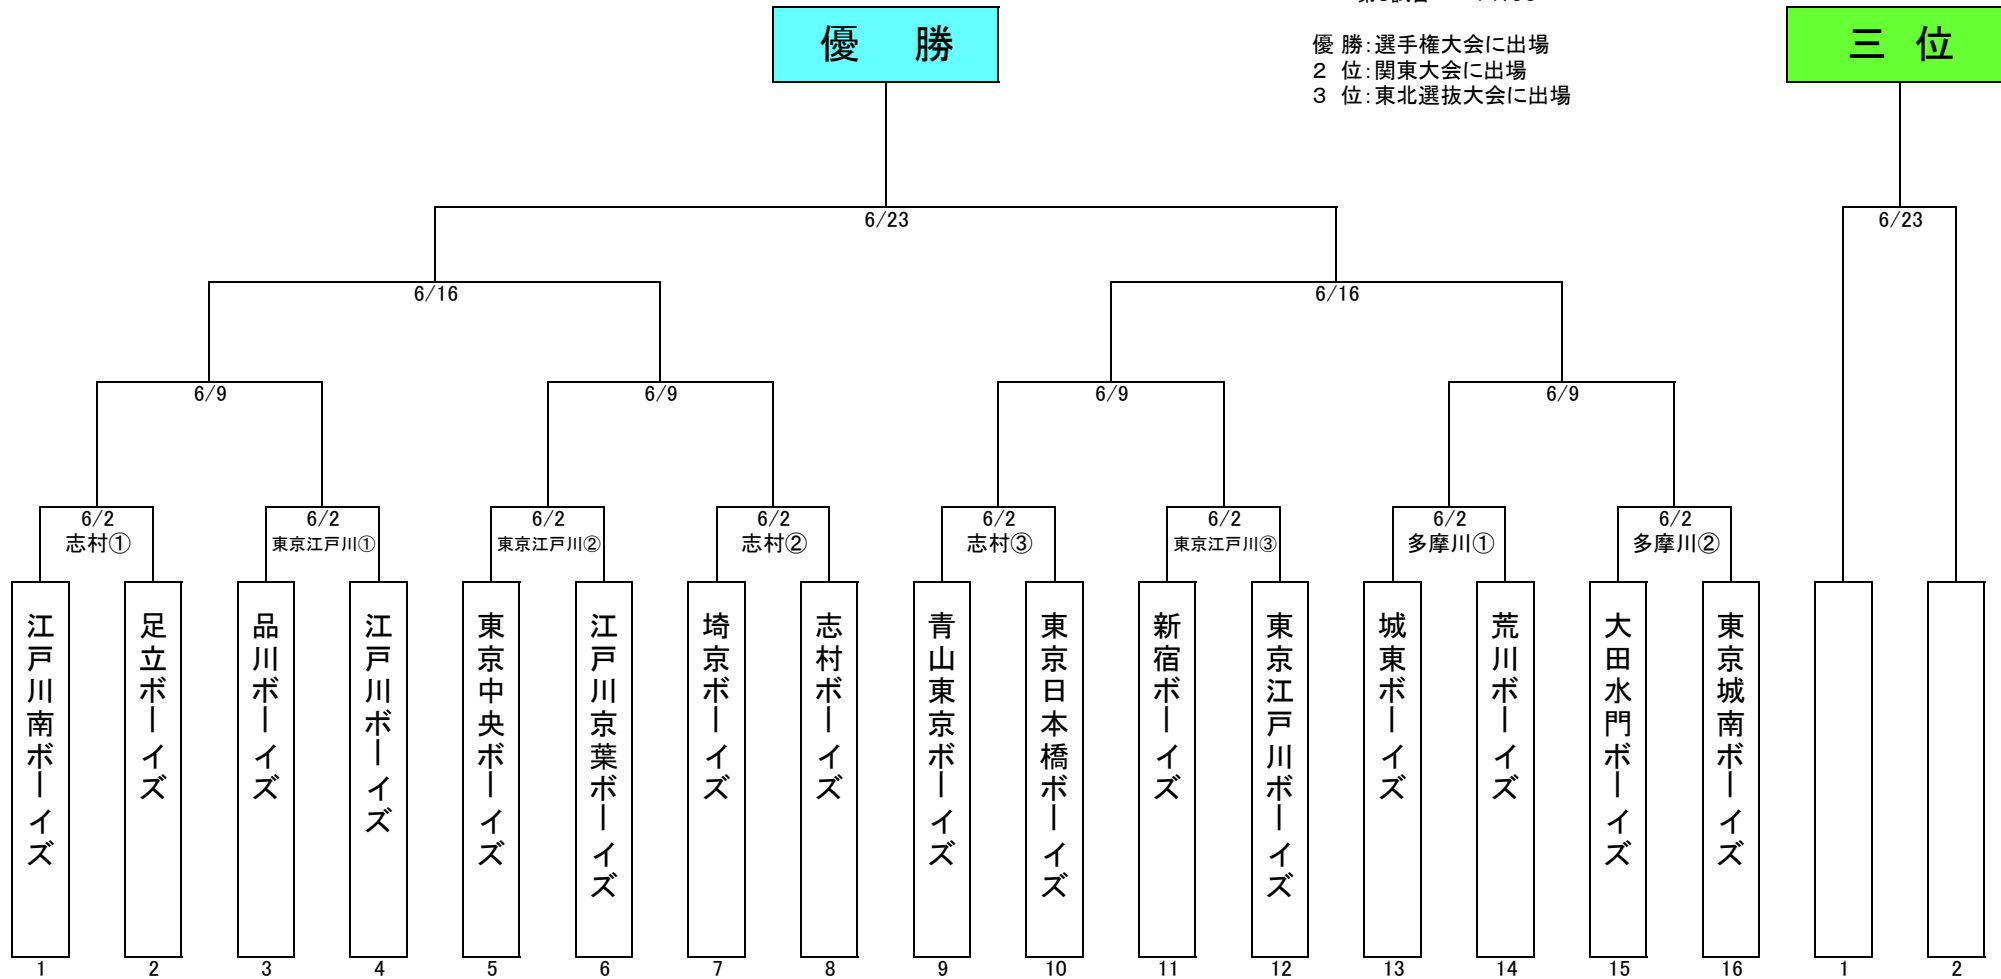 優 勝
優 勝:選手権大会に出場
２ 位:関東大会に出場
３ 位:東北選抜大会に出場
三 位
6/23
6/23
6/16
6/16
6/9
6/9
6/9
6/9
6/2
志村①
6/2
東京江戸川①
6/2
東京江戸川②
6/2
志村②
6/2
志村③
6/2
東京江戸川③
6/2
多摩川①
6/2
多摩川②
江戸川南ボーイズ
足立ボーイズ
品川ボーイズ
江戸川ボーイズ
東京中央ボーイズ
江戸川京葉ボーイズ
埼京ボーイズ
志村ボーイズ
青山東京ボーイズ
東京日本橋ボーイズ
新宿ボーイズ
東京江戸川ボーイズ
城東ボーイズ
荒川ボーイズ
大田水門ボーイズ
東京城南ボーイズ
1
2
3
4
5
6
7
8
9
10
11
12
13
14
15
16
1
2